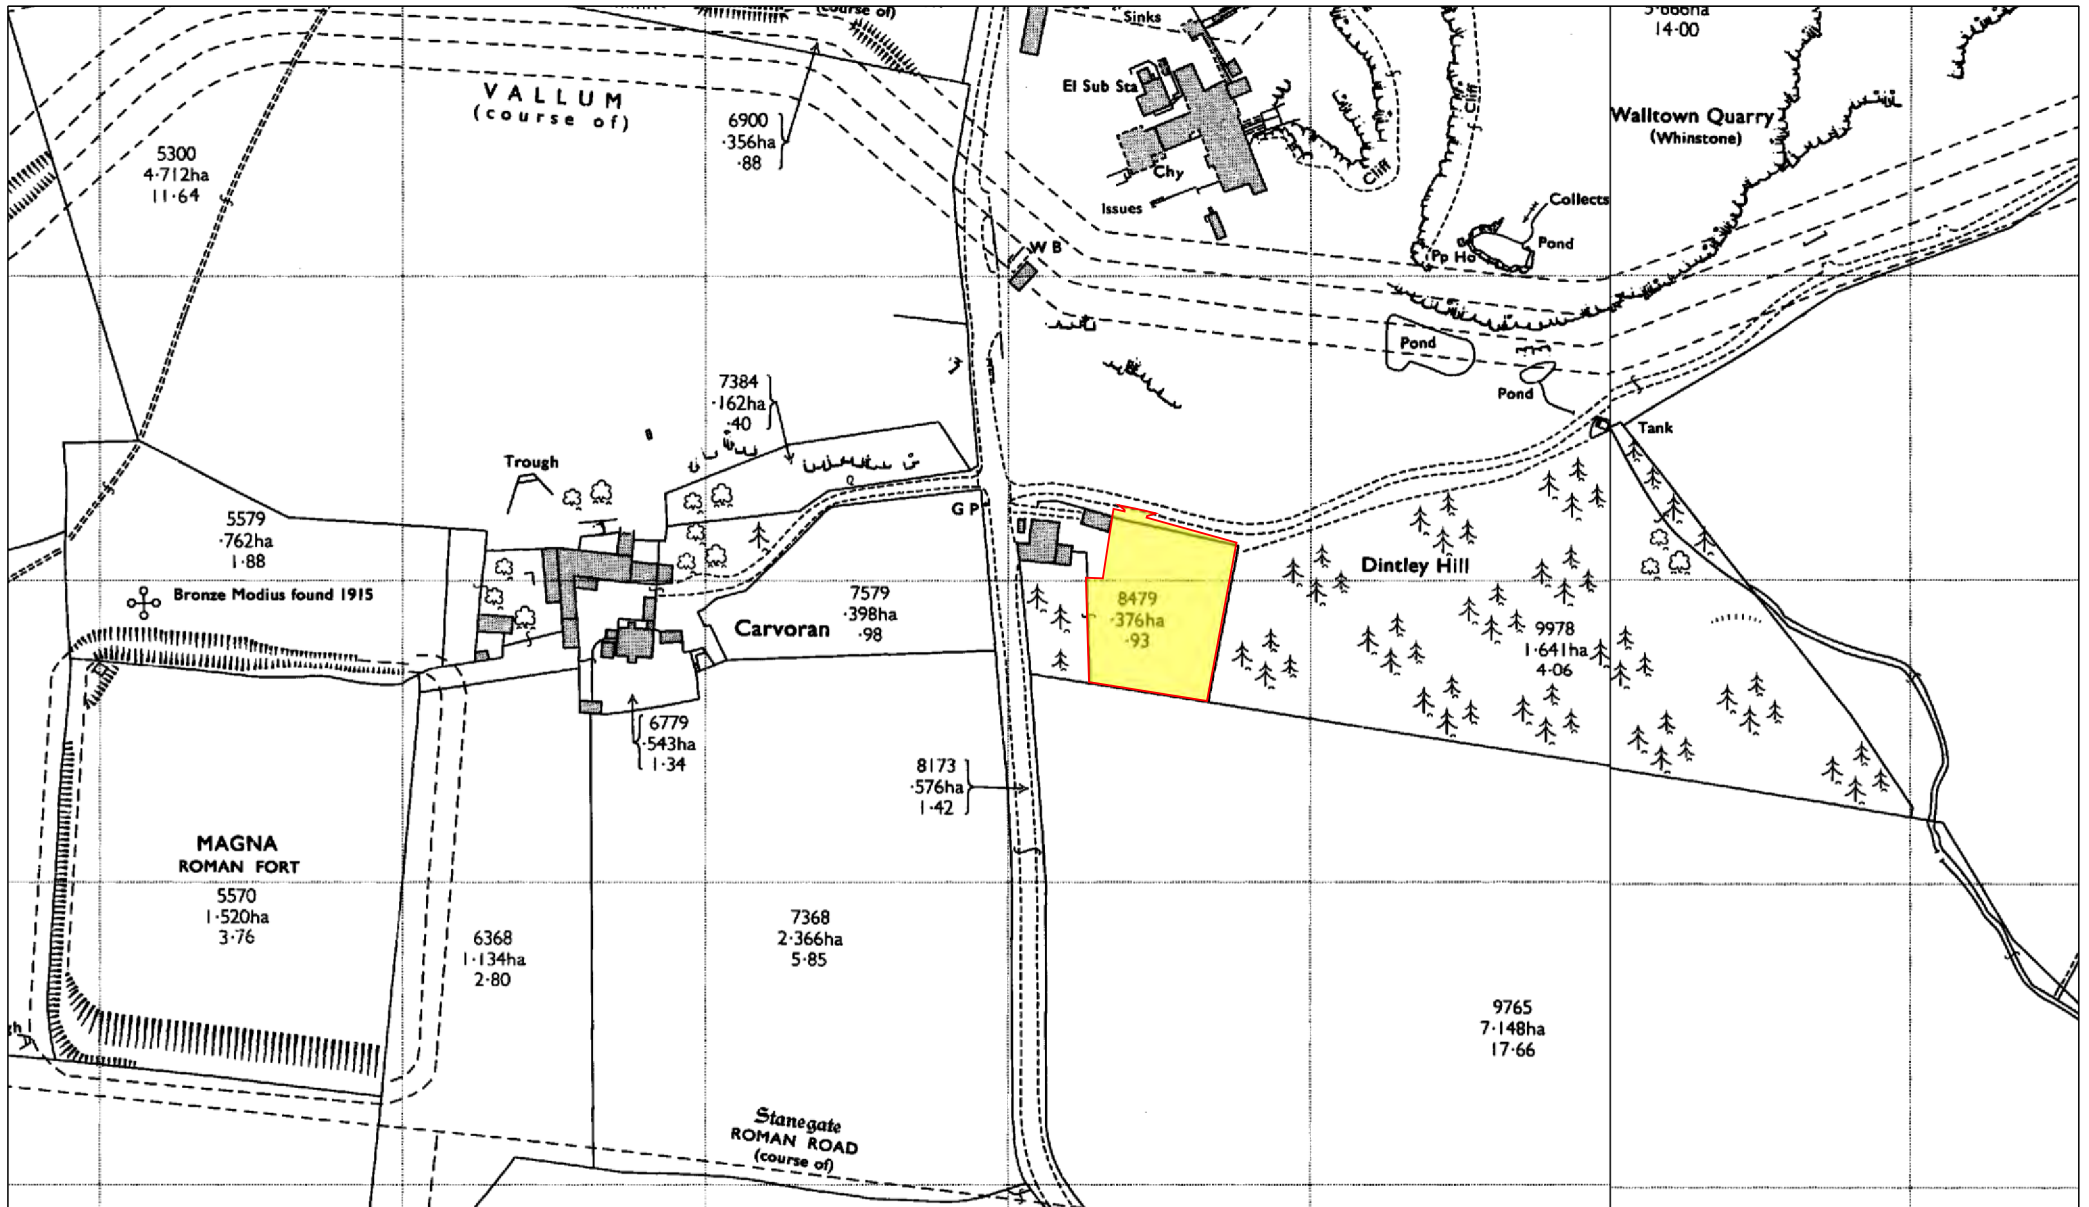 (course of)
Sinks
14·00
VALLUM
(course of)
El Sub Sta
Walltown Quarry
(Whinstone)
6900
·356ha
·88
5300
4·712ha
11·64
Cliff
Chy
Cliff
Issues
Collects
Pond
Pp Ho
W B
Pond
Pond
7384
·162ha
·40
Tank
Trough
G P
5579
·762ha
1·88
Dintley Hill
Bronze Modius found 1915
7579
·398ha
·98
8479
·376ha
·93
Carvoran
9978
1·641ha
4·06
6779
·543ha
1·34
8173
·576ha
1·42
MAGNA
ROMAN FORT
5570
1·520ha
3·76
6368
1·134ha
2·80
7368
2·366ha
5·85
9765
7·148ha
17·66
Stanegate
ROMAN ROAD
(course of)